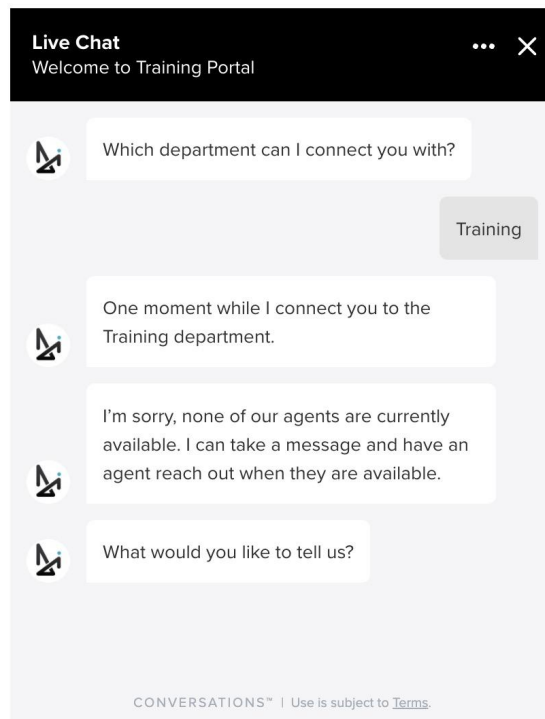 Live Chat
Welcome to Training Portal
Which department can I connect you with?
Training
One moment while I connect you to the
Training department.
I’m sorry, none of our agents are currently
available. I can take a message and have an
agent reach out when they are available.
What would you like to tell us?
CONVERSATIONS™ | Use is subject to Terms.